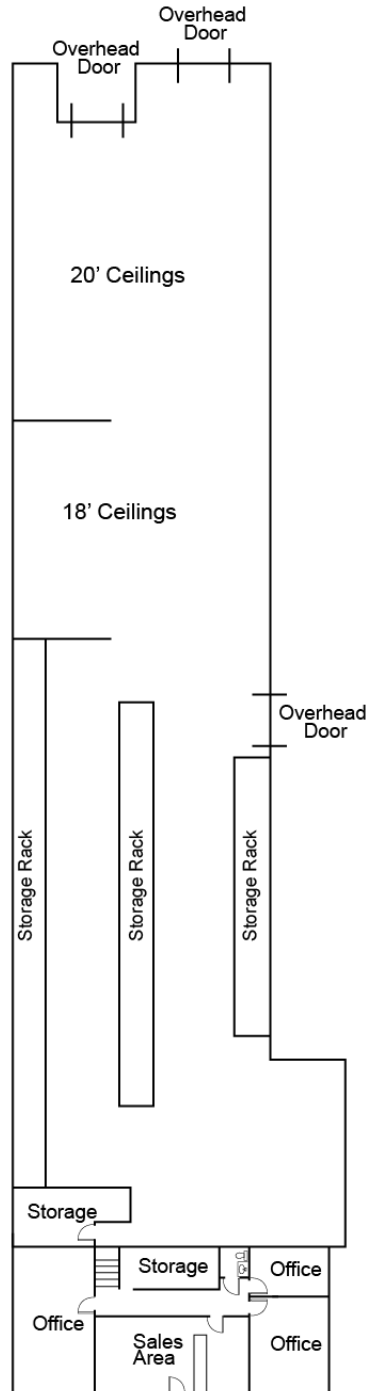 Overhead
Door
Overhead
Door
20’ Ceilings
18’ Ceilings
Overhead
Door
Storage Rack
Storage Rack
Storage Rack
Storage
Storage
Office
Office
Sales
Area
Office